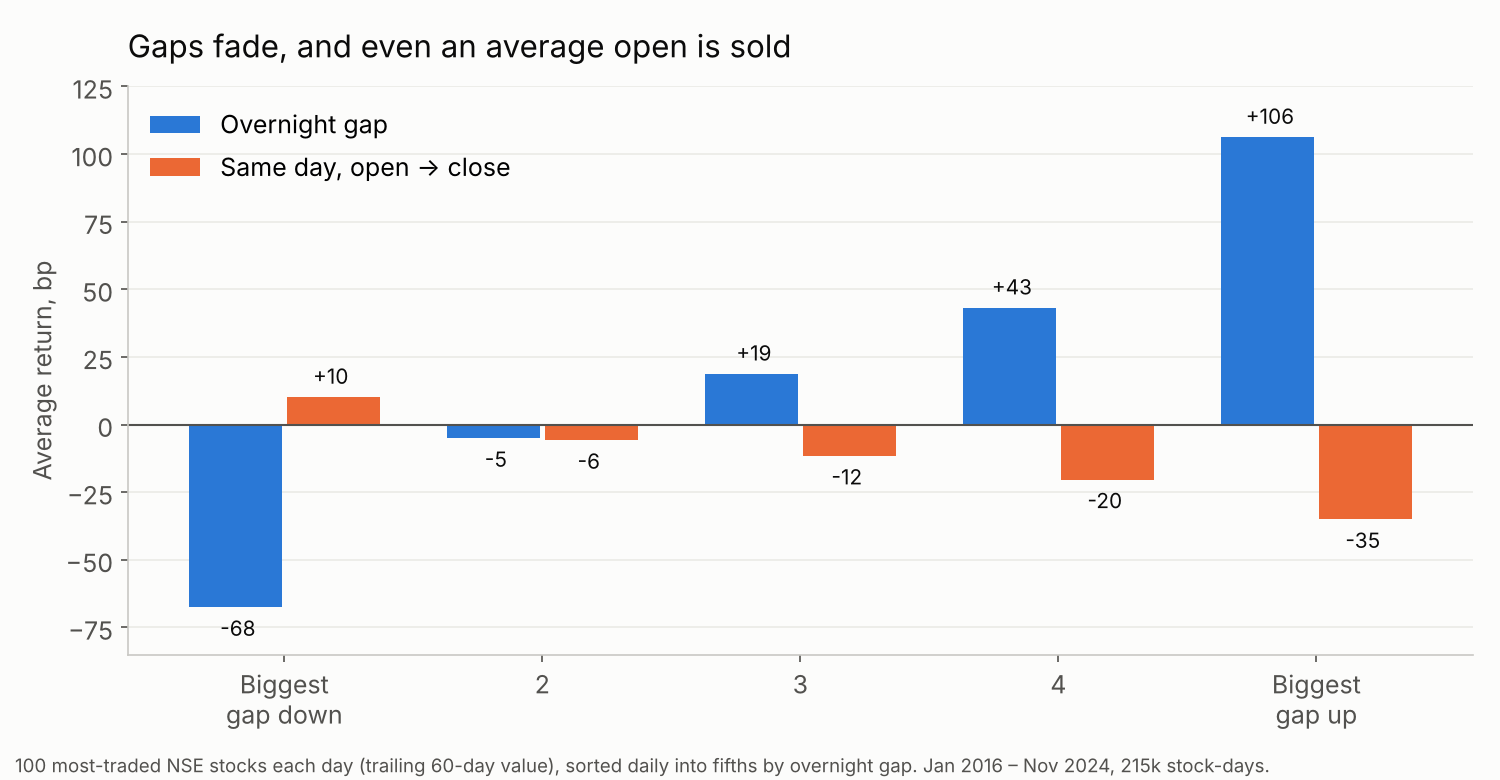 Gaps fade, and even an average open is sold
Overnight gap
Same day, open → close
Average return, bp
125
100
75
50
25
0
−25
−50
−75
-68
+10
-5
-6
+19
-12
+43
-20
+106
-35
Biggest
gap down
2
3
4
Biggest
gap up
100 most-traded NSE stocks each day (trailing 60-day value), sorted daily into fifths by overnight gap. Jan 2016 – Nov 2024, 215k stock-days.